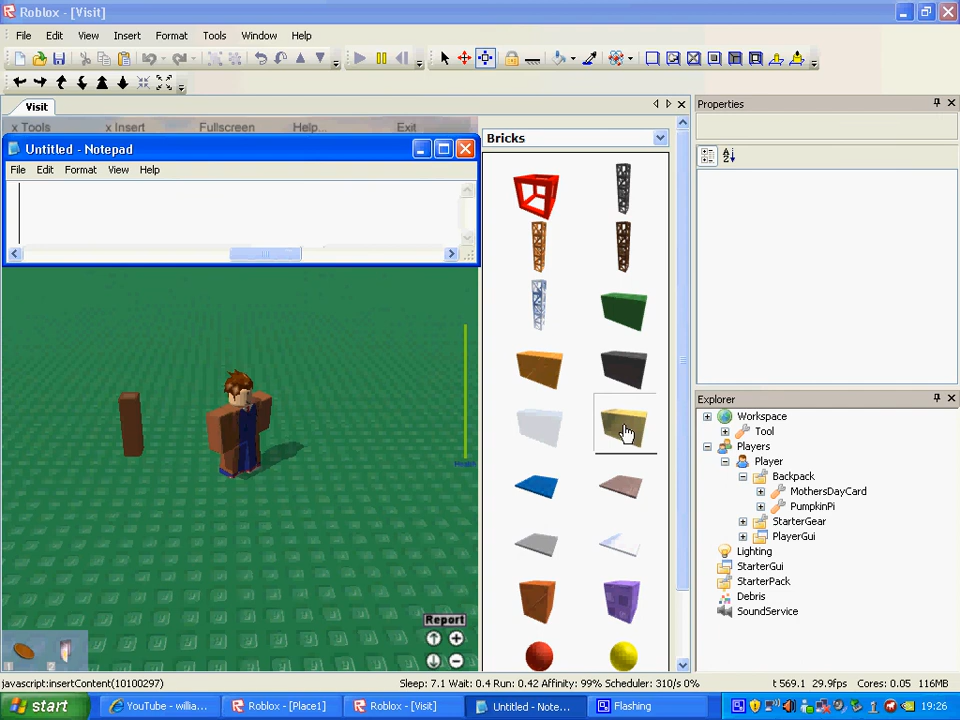 Roblox - [Visit]
File Edit View Insert Format Tools Window Help
Visit
x Tools x Insert Fullscreen Help... Exit
Untitled - Notepad
File Edit Format View Help
Bricks
Properties
Explorer
Workspace
Tool
Players
Player
Backpack
MothersDayCard
PumpkinPi
StarterGear
PlayerGui
Lighting
StarterGui
StarterPack
Debris
SoundService
Health
Report
1 2
javascript:insertContent(10100297) Sleep: 7.1 Wait: 0.4 Run: 0.42 Affinity: 99% Scheduler: 310/s 0% t 569.1 29.9fps Cores: 0.05 116MB
start YouTube - willia... Roblox - [Place1] Roblox - [Visit] Untitled - Note... Flashing 19:26